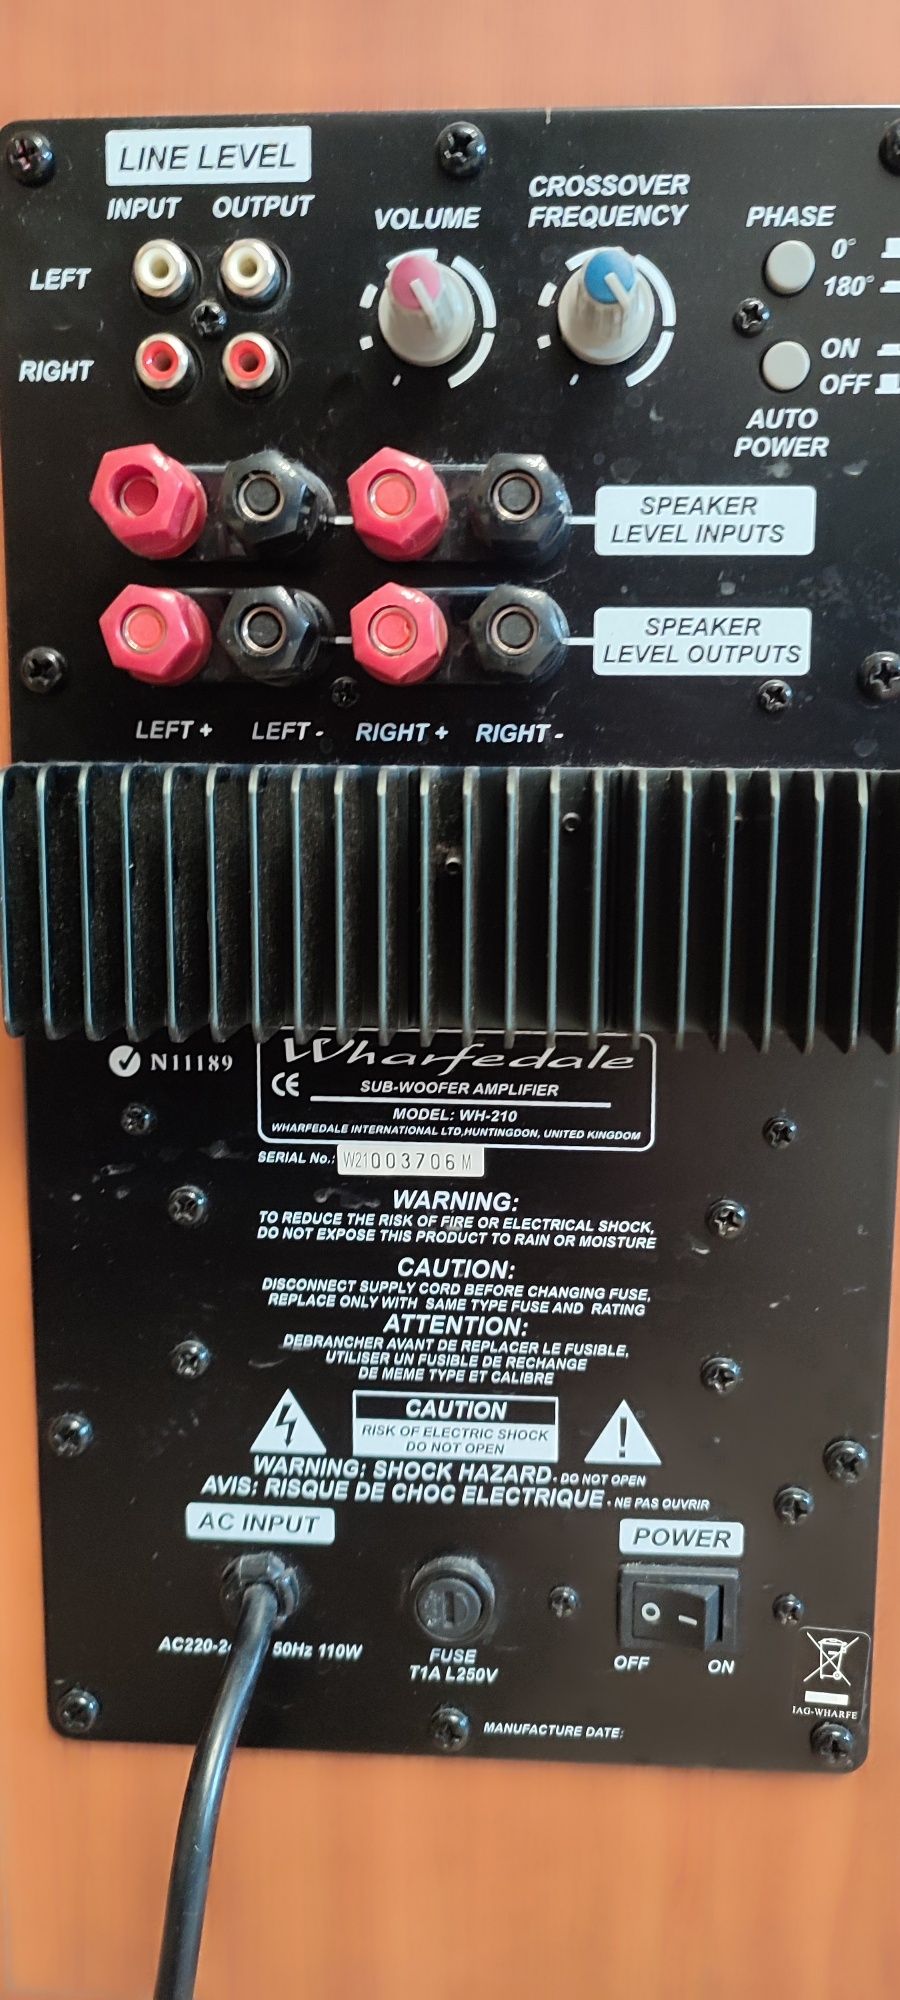 LINE LEVEL
INPUT OUTPUT
VOLUME
CROSSOVER
FREQUENCY
PHASE
LEFT
0°
180°
RIGHT
ON
OFF
AUTO
POWER
SPEAKER
LEVEL INPUTS
SPEAKER
LEVEL OUTPUTS
LEFT + LEFT - RIGHT + RIGHT -
N11189
Wharfedale
CE SUB-WOOFER AMPLIFIER
MODEL: WH-210
WHARFEDALE INTERNATIONAL LTD,HUNTINGDON, UNITED KINGDOM
SERIAL No.: W21003706M
WARNING:
TO REDUCE THE RISK OF FIRE OR ELECTRICAL SHOCK,
DO NOT EXPOSE THIS PRODUCT TO RAIN OR MOISTURE
CAUTION:
DISCONNECT SUPPLY CORD BEFORE CHANGING FUSE,
REPLACE ONLY WITH SAME TYPE FUSE AND RATING
ATTENTION:
DEBRANCHER AVANT DE REPLACER LE FUSIBLE,
UTILISER UN FUSIBLE DE RECHANGE
DE MEME TYPE ET CALIBRE
CAUTION
RISK OF ELECTRIC SHOCK
DO NOT OPEN
WARNING: SHOCK HAZARD. DO NOT OPEN
AVIS: RISQUE DE CHOC ELECTRIQUE. NE PAS OUVRIR
AC INPUT
POWER
AC220-2 50Hz 110W
FUSE
T1A L250V
OFF ON
IAG-WHARFE
MANUFACTURE DATE: